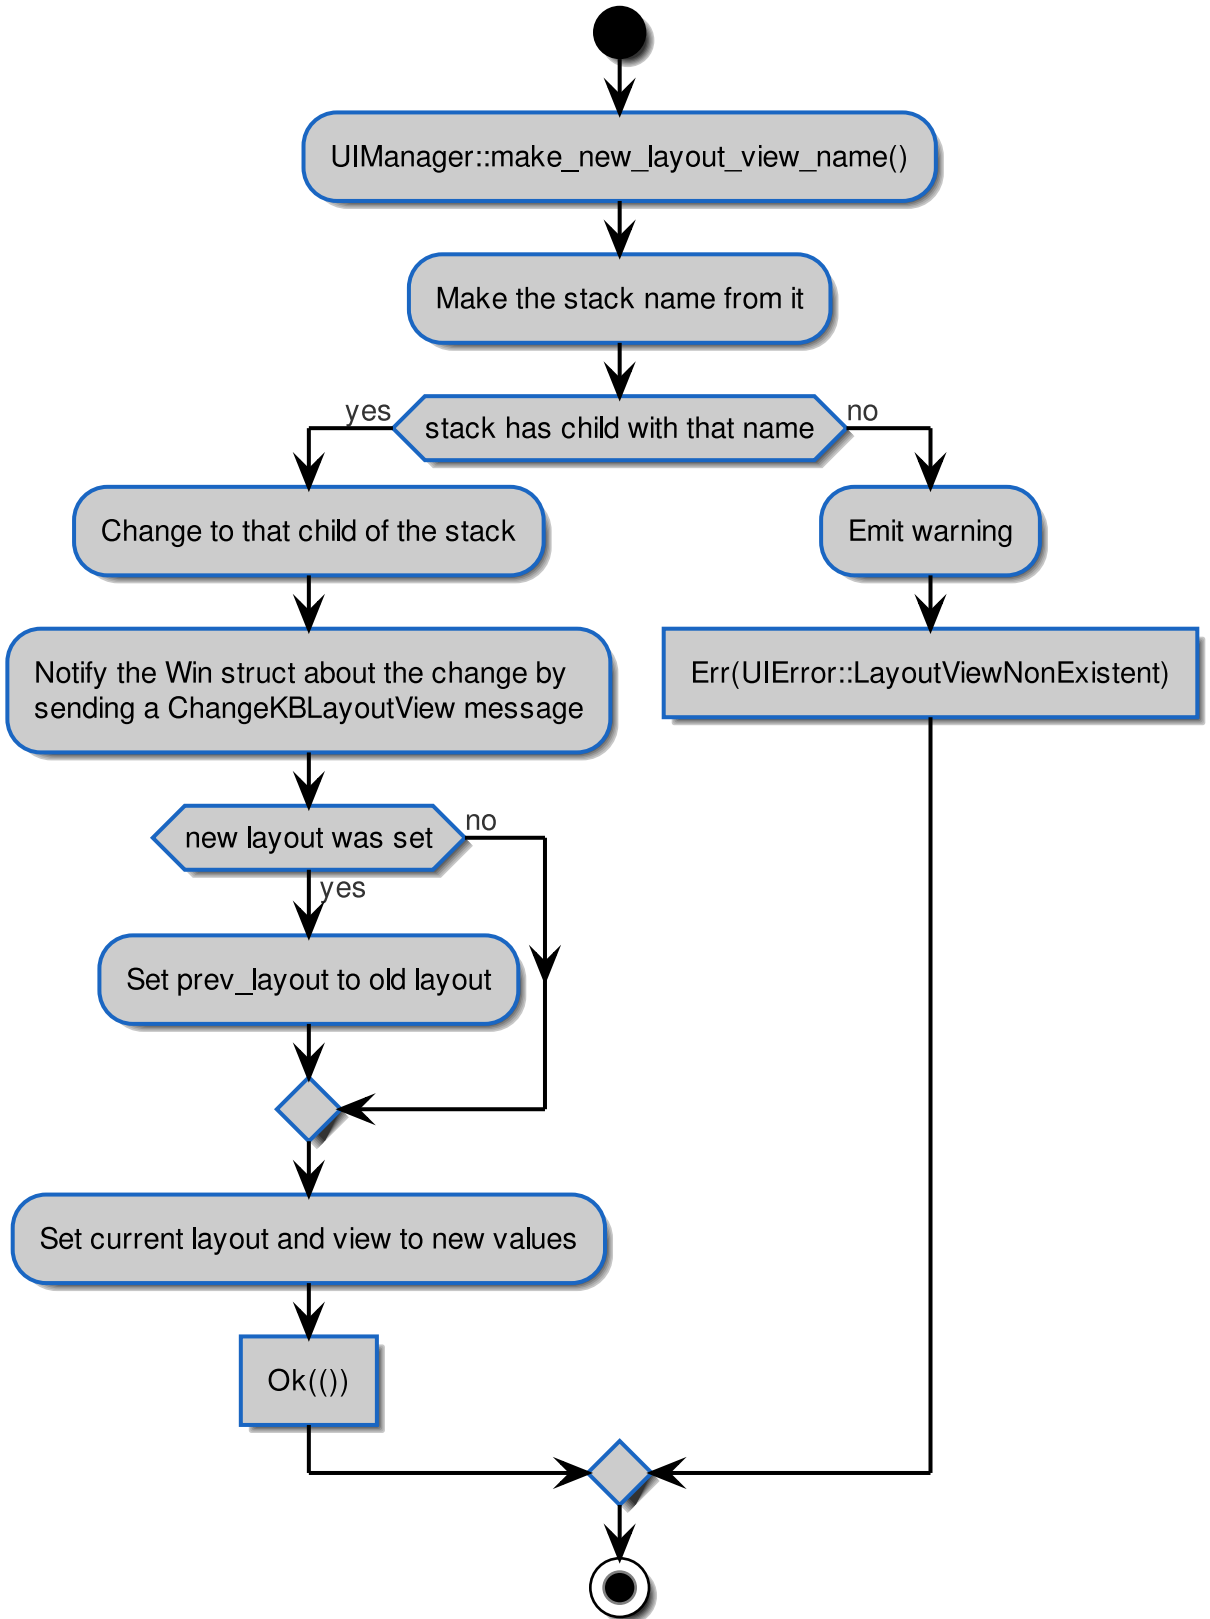 UIManager::make_new_layout_view_name()
Make the stack name from it
stack has child with that name
yes
no
Change to that child of the stack
Emit warning
Notify the Win struct about the change by
sending a ChangeKBLayoutView message
Err(UIError::LayoutViewNonExistent)
new layout was set
no
yes
Set prev_layout to old layout
Set current layout and view to new values
Ok(())